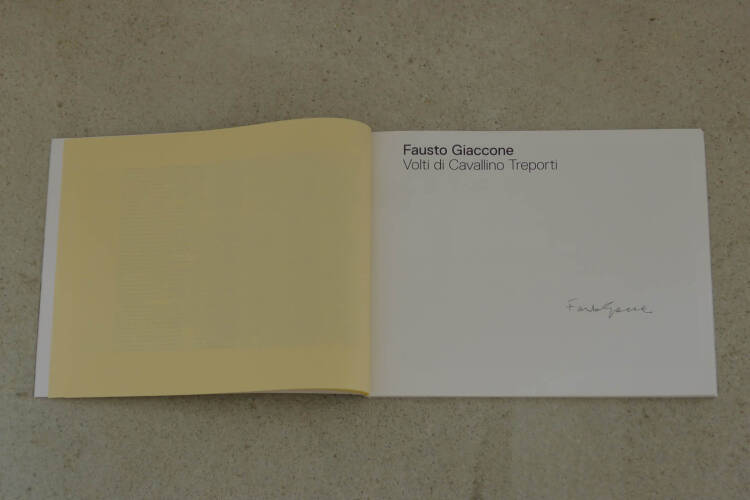 Fausto Giaccone
Volti di Cavallino Treporti